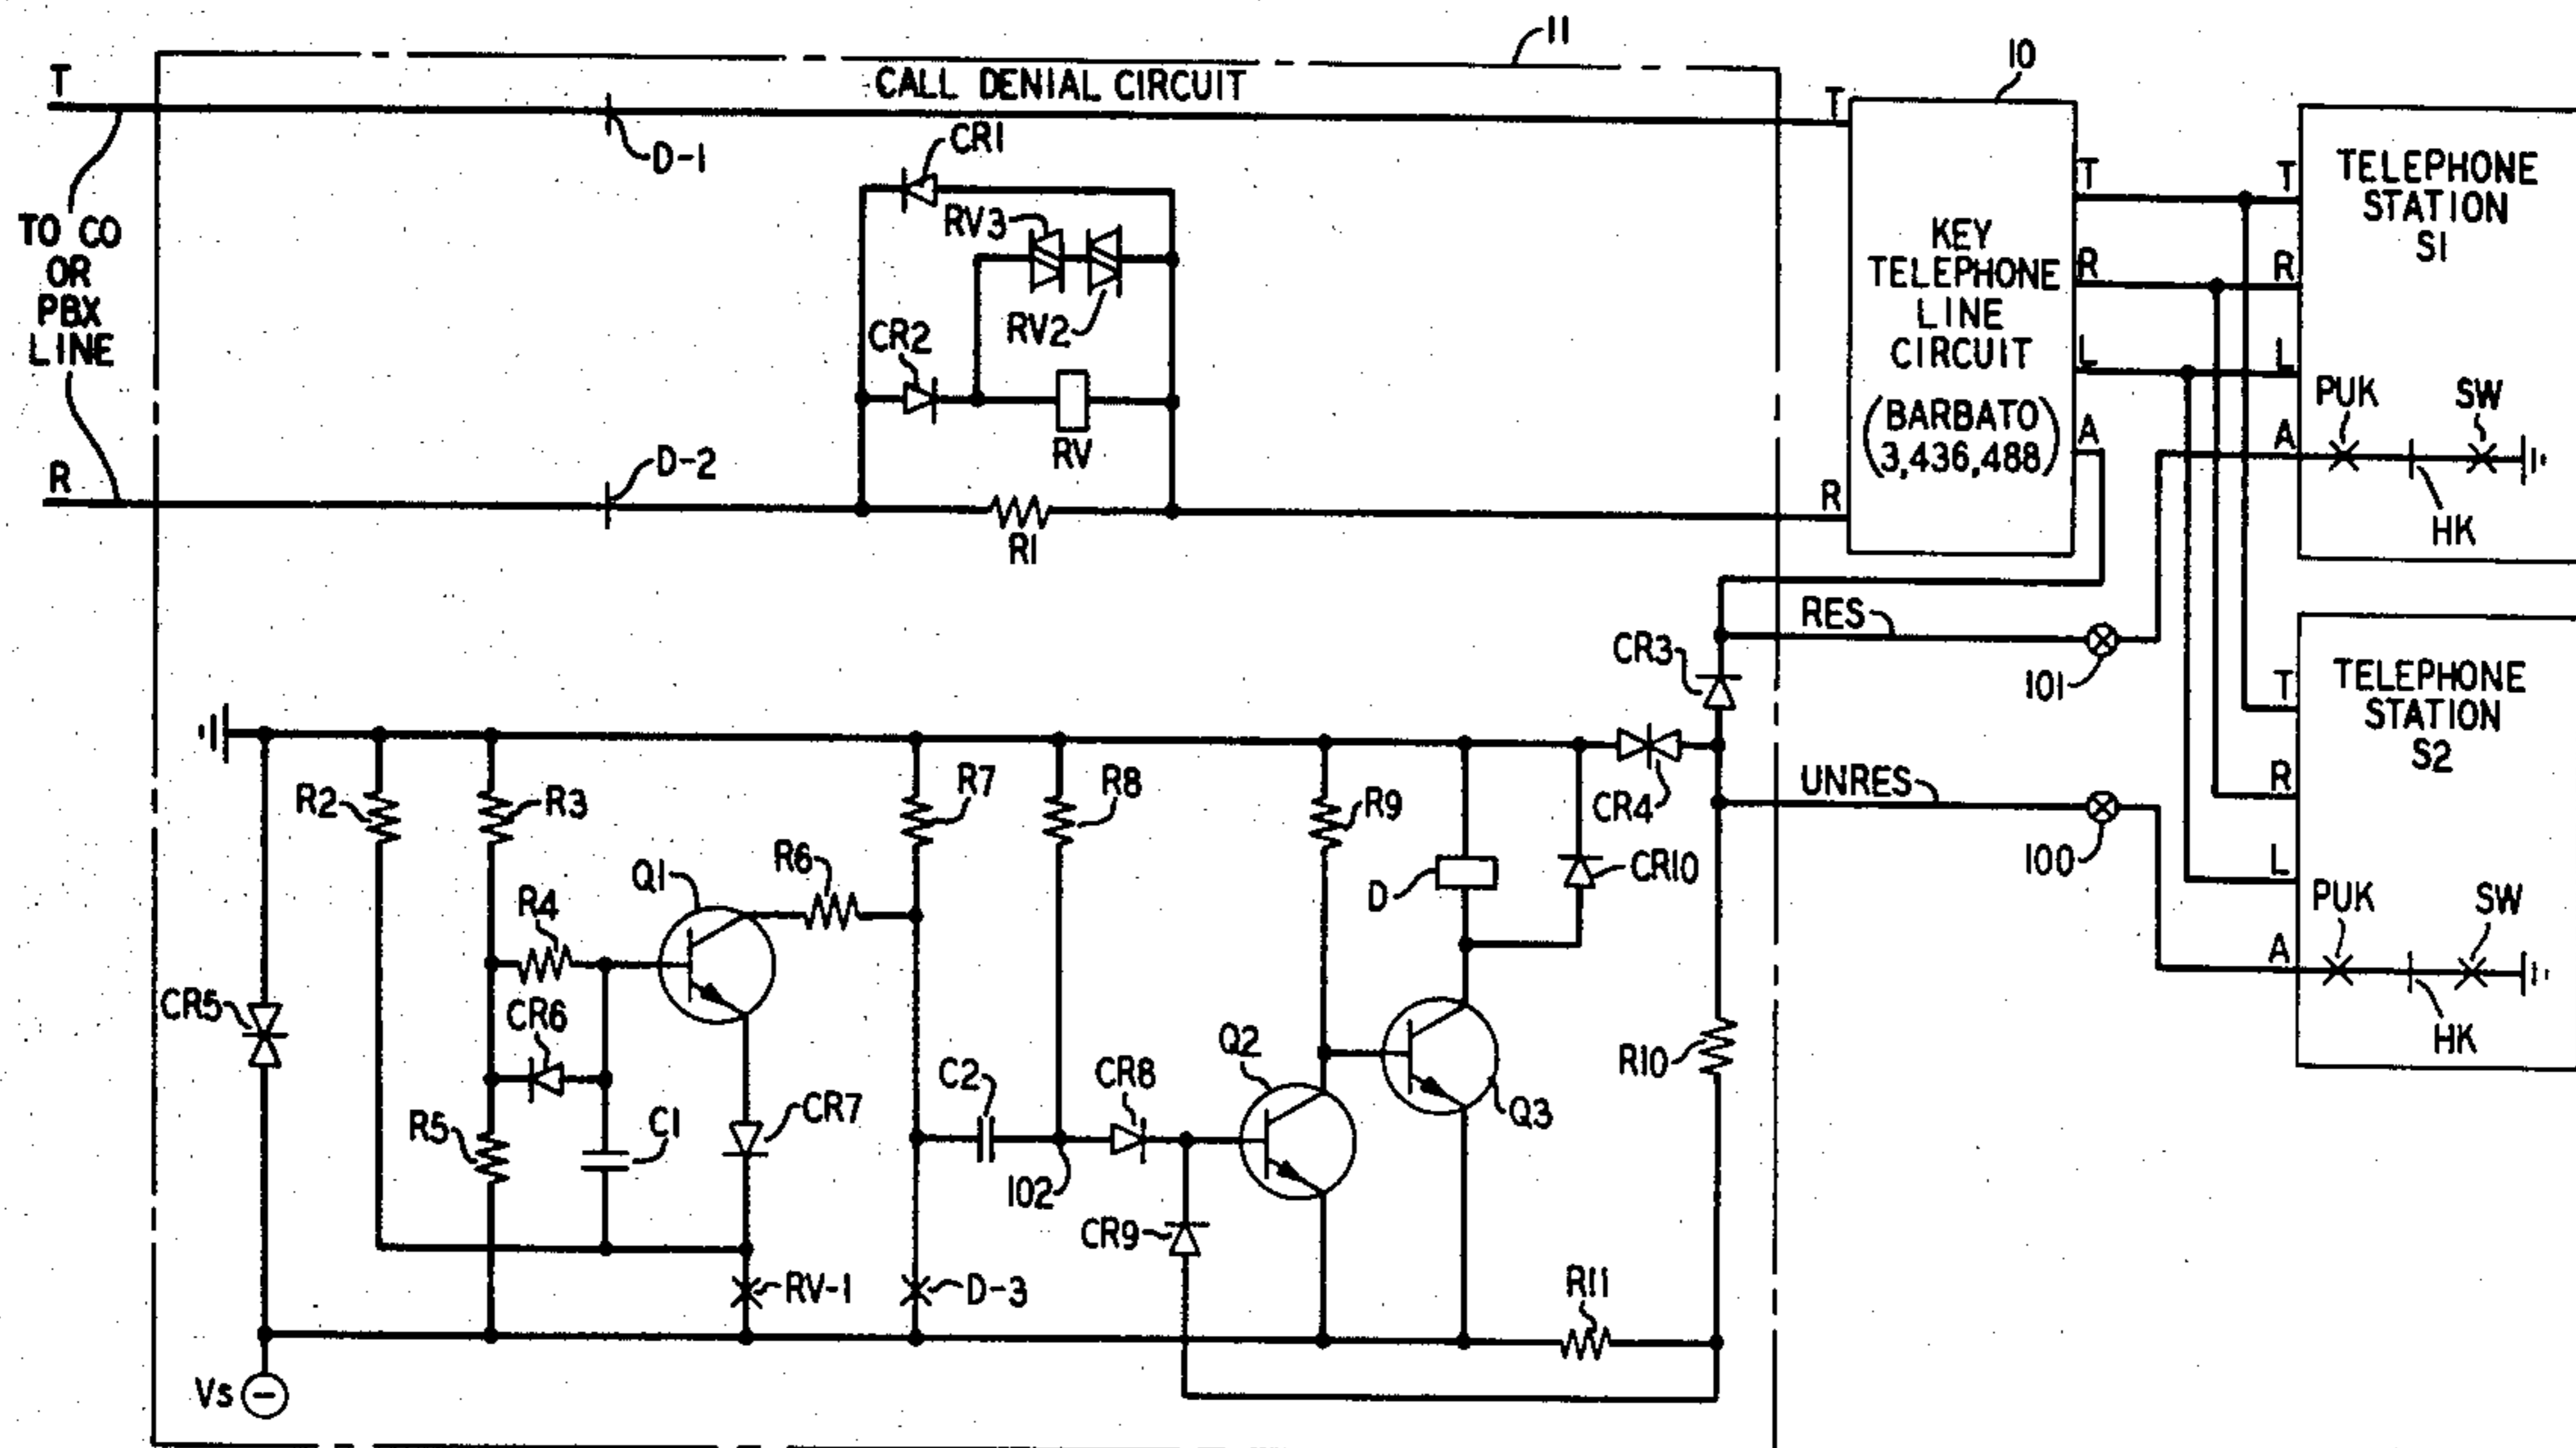 11
CALL DENIAL CIRCUIT
T
T
10
D-1
CR1
RV3
RV2
CR2
RV
TO CO
OR
PBX
LINE
R
D-2
R1
R
KEY
TELEPHONE
LINE
CIRCUIT
(BARBATO)
3,436,488
T
R
L
A
T
R
L
A
TELEPHONE
STATION
S1
PUK
SW
HK
RES
101
CR3
CR4
UNRES
100
T
R
L
A
TELEPHONE
STATION
S2
PUK
SW
HK
R2
R3
R4
Q1
R6
R7
R8
R9
D
CR10
CR5
CR6
R5
C1
CR7
C2
102
CR8
CR9
Q2
Q3
R10
R11
RV-1
D-3
Vs